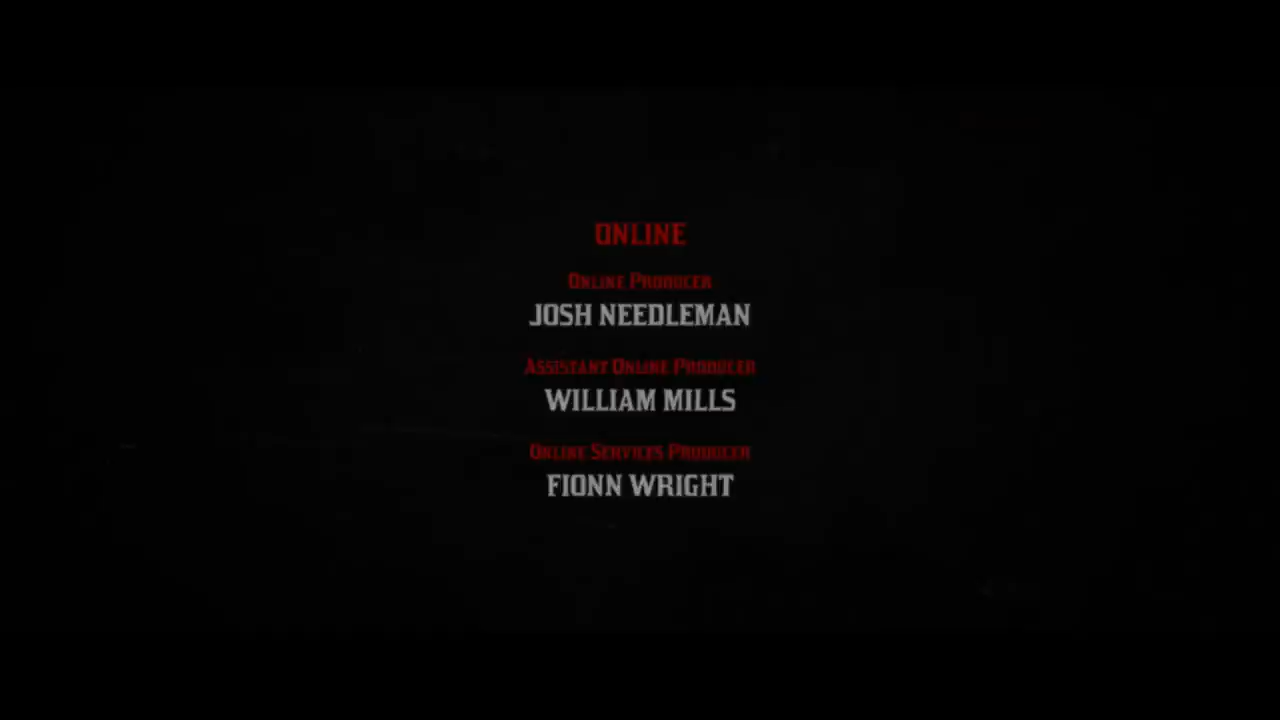 ONLINE
Online Producer
JOSH NEEDLEMAN
Assistant Online Producer
WILLIAM MILLS
Online Services Producer
FIONN WRIGHT